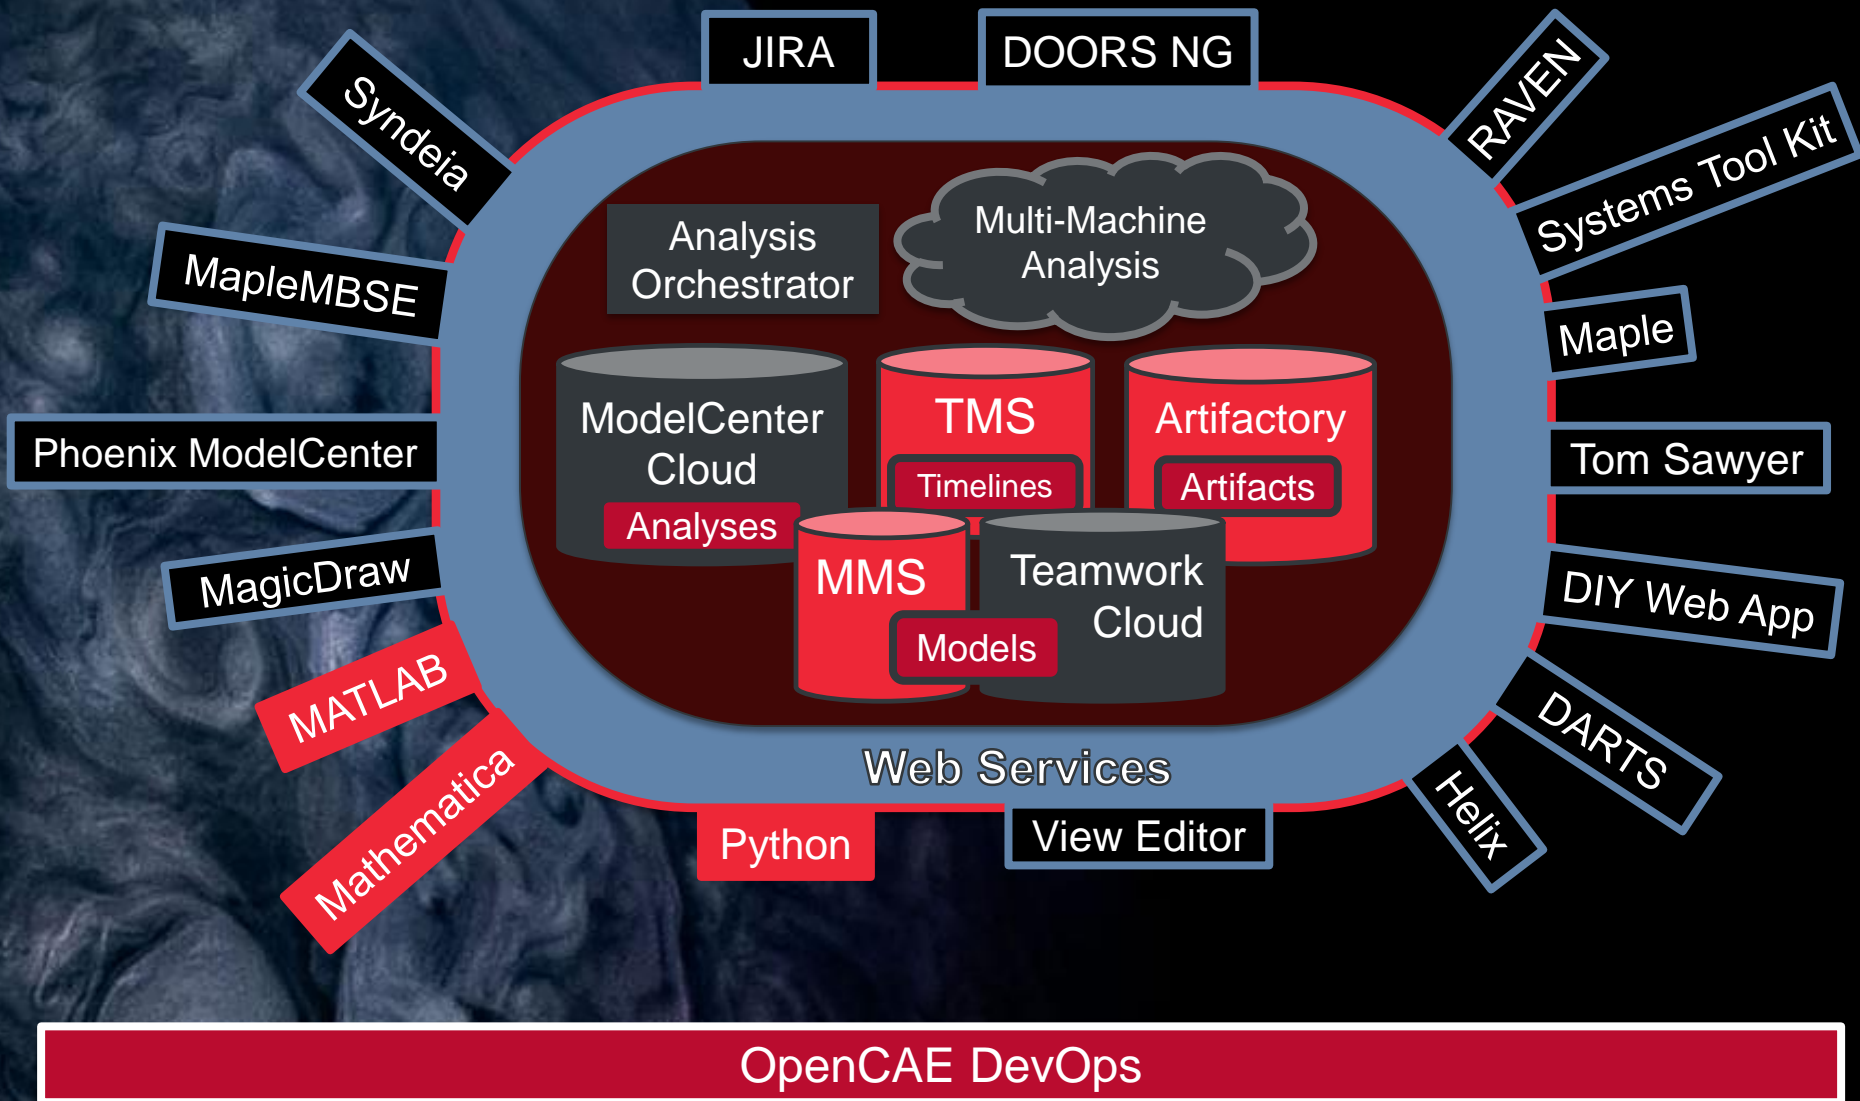 JIRA
DOORS NG
Syndeia
RAVEN
Systems Tool Kit
MapleMBSE
Maple
Phoenix ModelCenter
Tom Sawyer
MagicDraw
DIY Web App
MATLAB
DARTS
Mathematica
Helix
Python
View Editor
Analysis
Orchestrator
Multi-Machine
Analysis
ModelCenter
Cloud
Analyses
TMS
Timelines
Artifactory
Artifacts
MMS
Teamwork
Cloud
Models
Web Services
OpenCAE DevOps